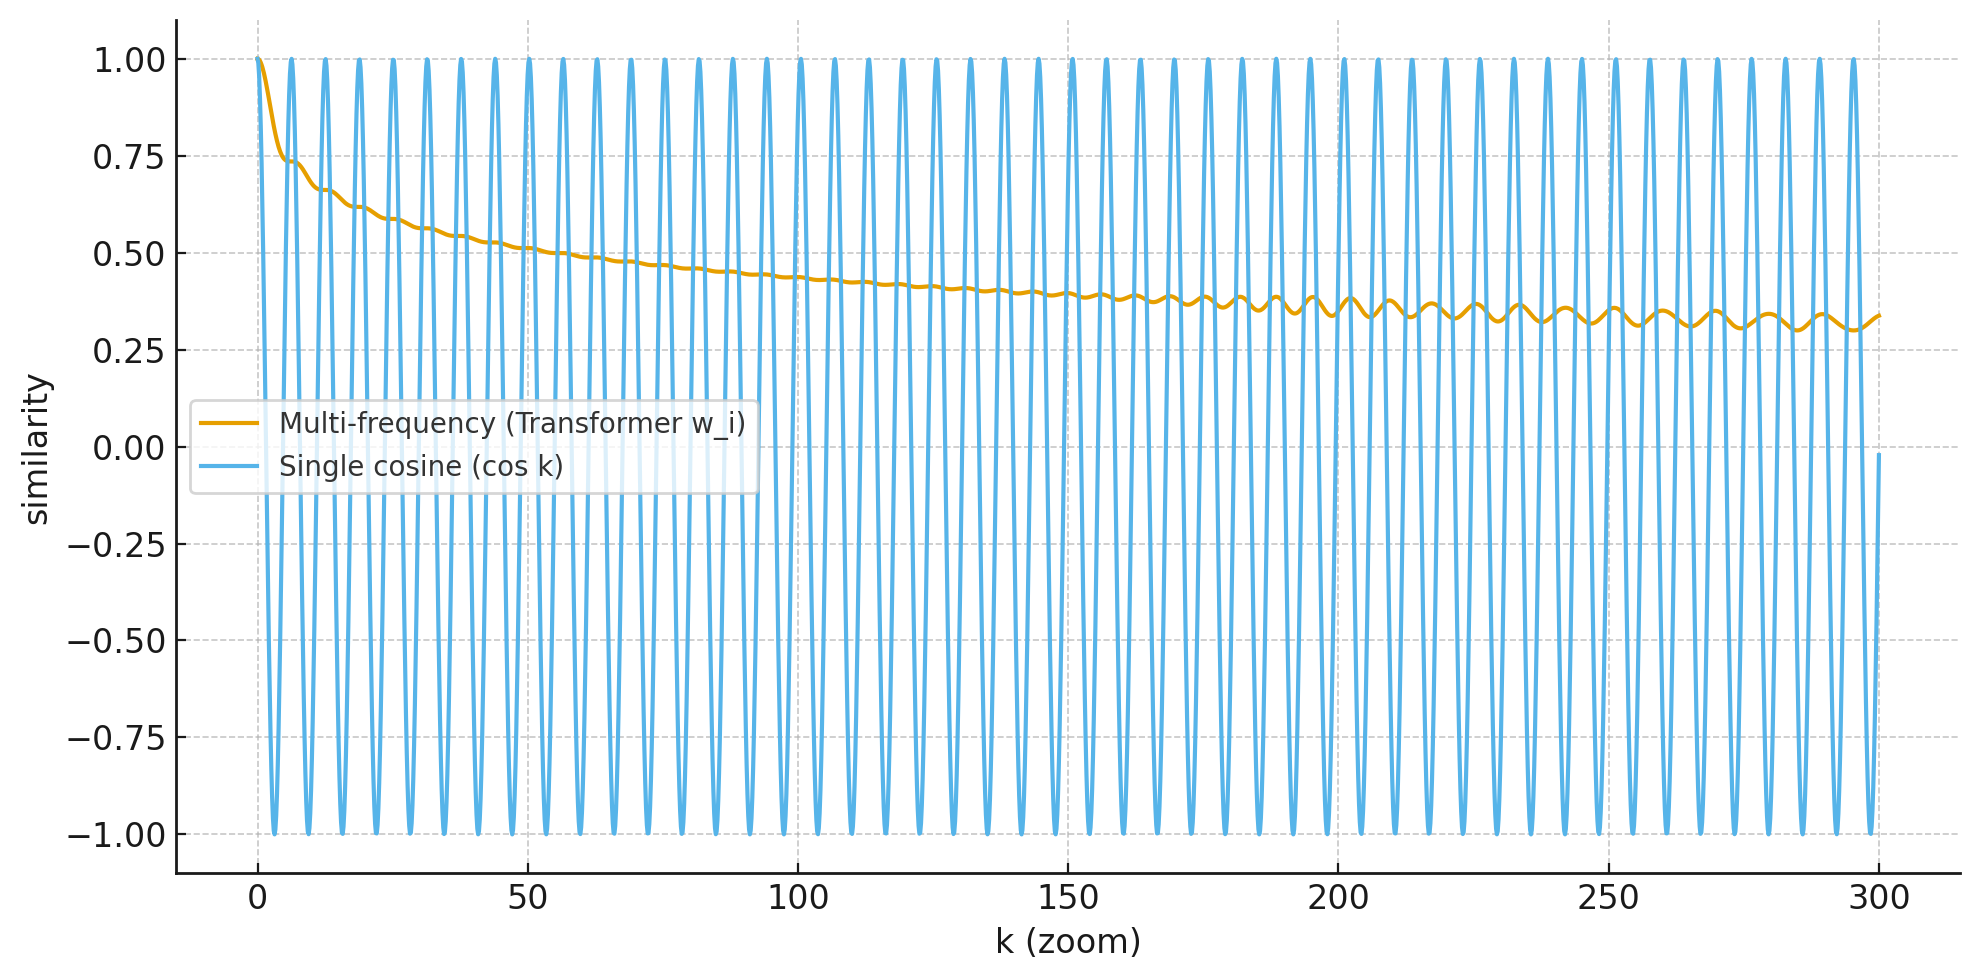 1.00
0.75
0.50
0.25
0.00
−0.25
−0.50
−0.75
−1.00
similarity
Multi-frequency (Transformer w_i)
Single cosine (cos k)
0 50 100 150 200 250 300
k (zoom)